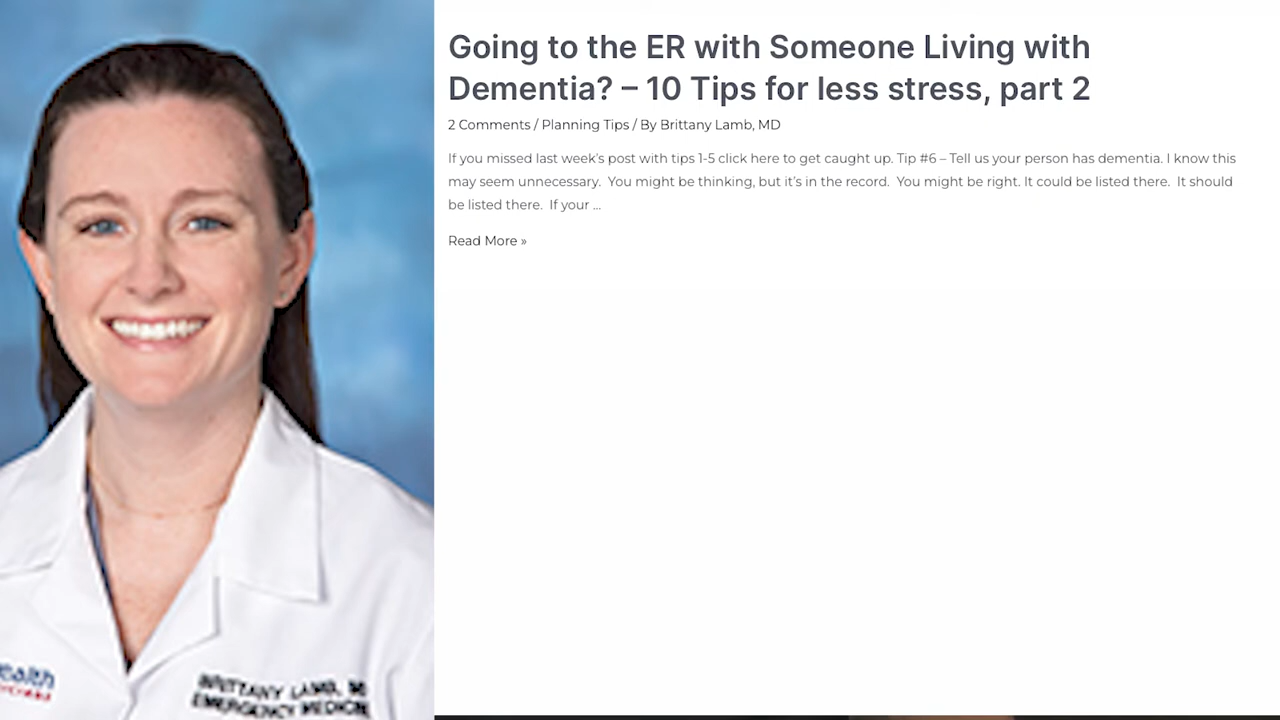 Going to the ER with Someone Living with
Dementia? – 10 Tips for less stress, part 2
2 Comments / Planning Tips / By Brittany Lamb, MD
If you missed last week's post with tips 1-5 click here to get caught up. Tip #6 – Tell us your person has dementia. I know this
may seem unnecessary.  You might be thinking, but it's in the record.  You might be right. It could be listed there.  It should
be listed there.  If your ...
Read More »
ealth
BRITTANY LAMB, MD
EMERGENCY MEDICINE